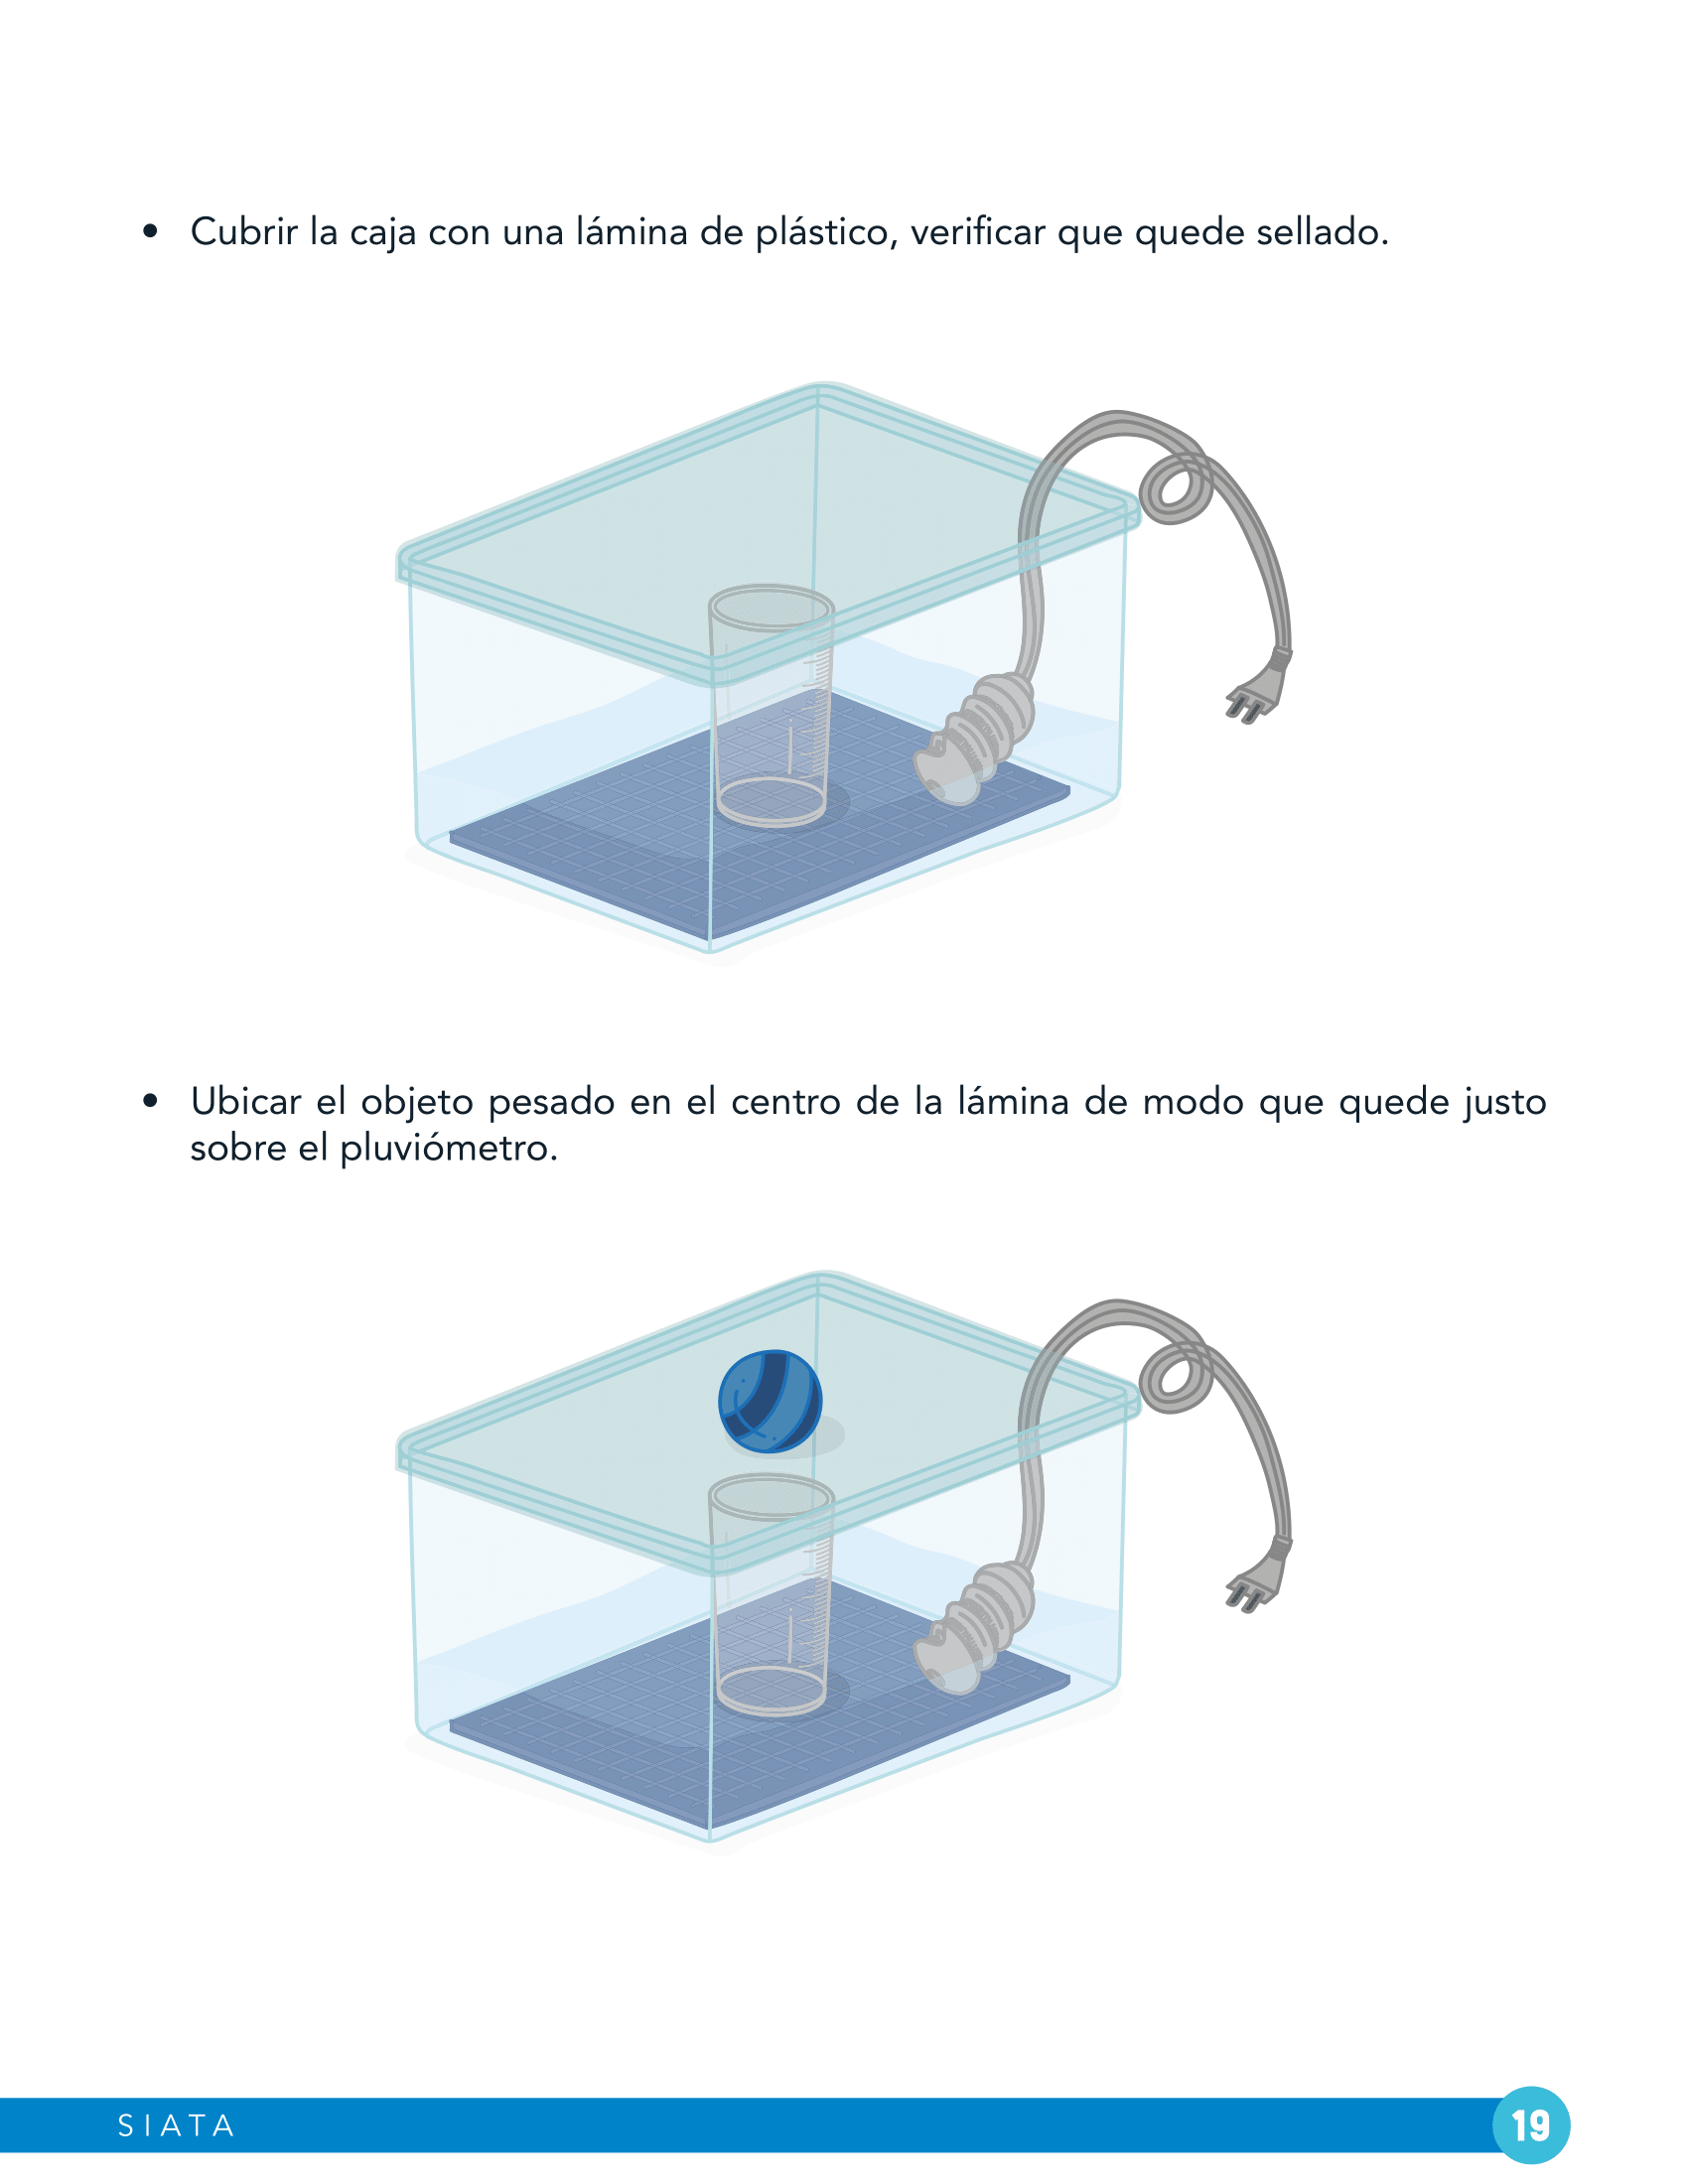 • Cubrir la caja con una lámina de plástico, verificar que quede sellado.
• Ubicar el objeto pesado en el centro de la lámina de modo que quede justo
sobre el pluviómetro.
SIATA
19